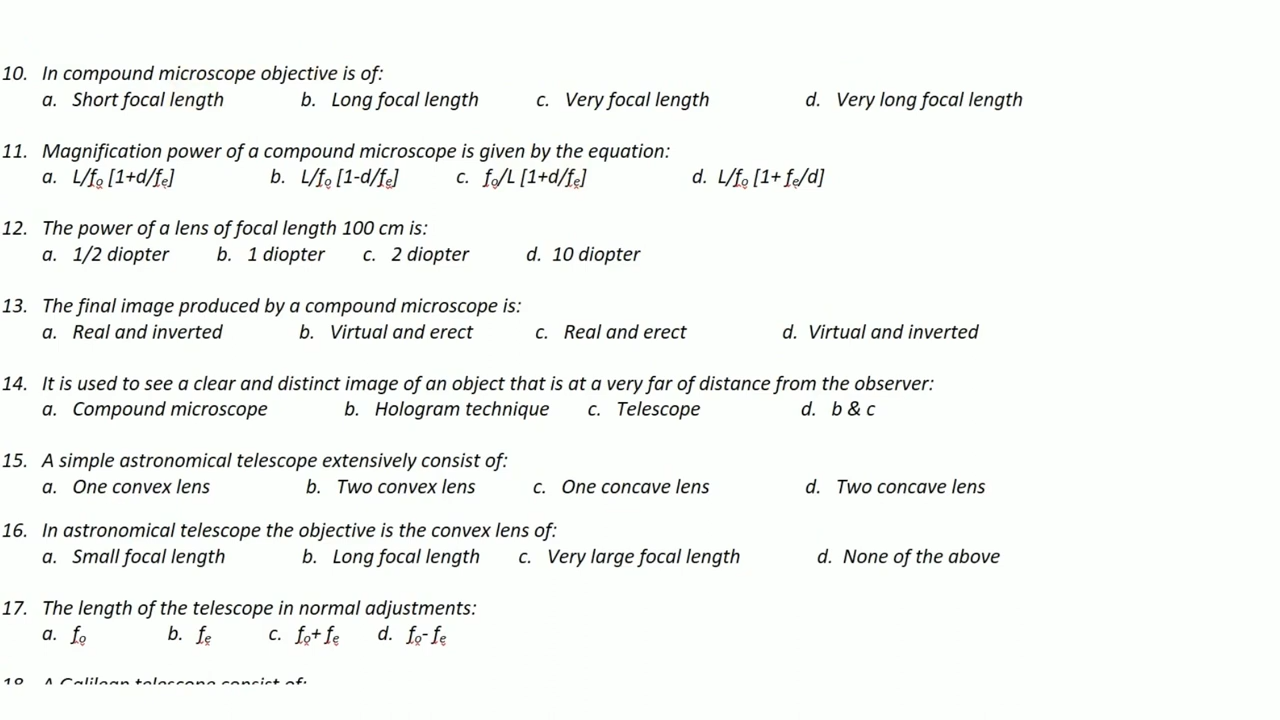 10. In compound microscope objective is of:
a. Short focal length b. Long focal length c. Very focal length d. Very long focal length
11. Magnification power of a compound microscope is given by the equation:
a. L/fo [1+d/fe] b. L/fo [1-d/fe] c. fo/L [1+d/fe] d. L/fo [1+ fe/d]
12. The power of a lens of focal length 100 cm is:
a. 1/2 diopter b. 1 diopter c. 2 diopter d. 10 diopter
13. The final image produced by a compound microscope is:
a. Real and inverted b. Virtual and erect c. Real and erect d. Virtual and inverted
14. It is used to see a clear and distinct image of an object that is at a very far of distance from the observer:
a. Compound microscope b. Hologram technique c. Telescope d. b & c
15. A simple astronomical telescope extensively consist of:
a. One convex lens b. Two convex lens c. One concave lens d. Two concave lens
16. In astronomical telescope the objective is the convex lens of:
a. Small focal length b. Long focal length c. Very large focal length d. None of the above
17. The length of the telescope in normal adjustments:
a. fo b. fe c. fo+ fe d. fo- fe
18. A Galilean telescope consist of: